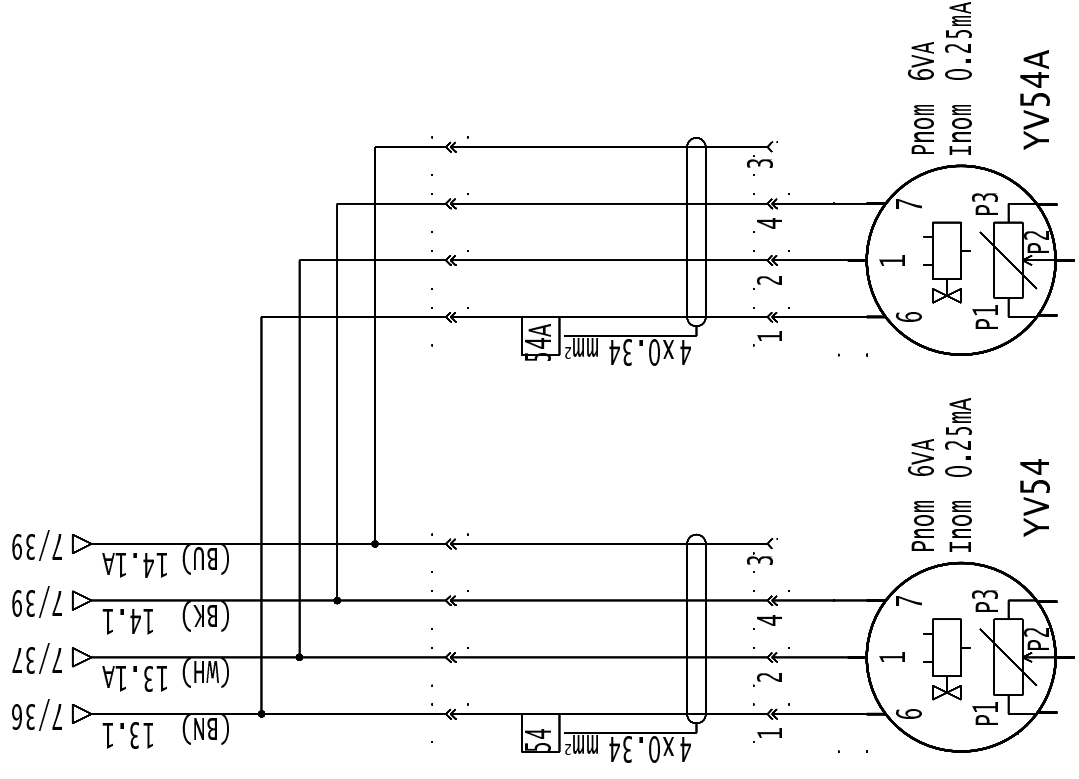 Pnom 6VA
Inom 0.25mA
YV54A
3
4
2
1
7
1
6
P3
P2
P1
54A
4x0.34 mm²
Pnom 6VA
Inom 0.25mA
YV54
7/39
(BU) 14.1A
7/39
(BK) 14.1
7/37
(WH) 13.1A
7/36
(BN) 13.1
3
4
2
1
7
1
6
P3
P2
P1
54
4x0.34 mm²